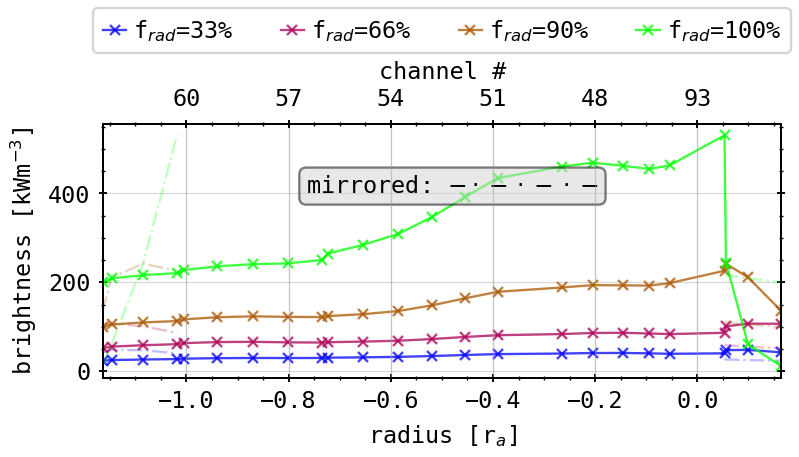 f_rad=33% f_rad=66% f_rad=90% f_rad=100%
channel #
60 57 54 51 48 93
mirrored:
brightness [kWm⁻³]
400
200
0
−1.0 −0.8 −0.6 −0.4 −0.2 0.0
radius [r_a]